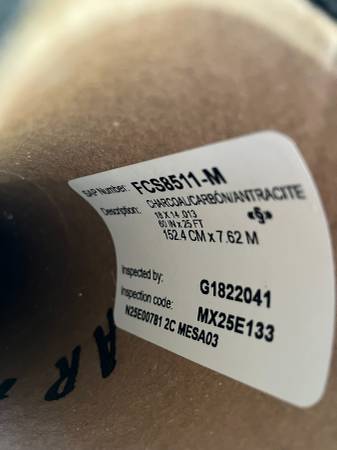 SAP Number: FCS8511-M
Description: CHARCOAL/CARBÓN/ANTRACITE
18 X 14 .013
60 IN x 25 FT «§»
152.4 CM x 7.62 M
Inspected by: G1822041
Inspection code: MX25E133
N25E00781 2C MESA03
AR